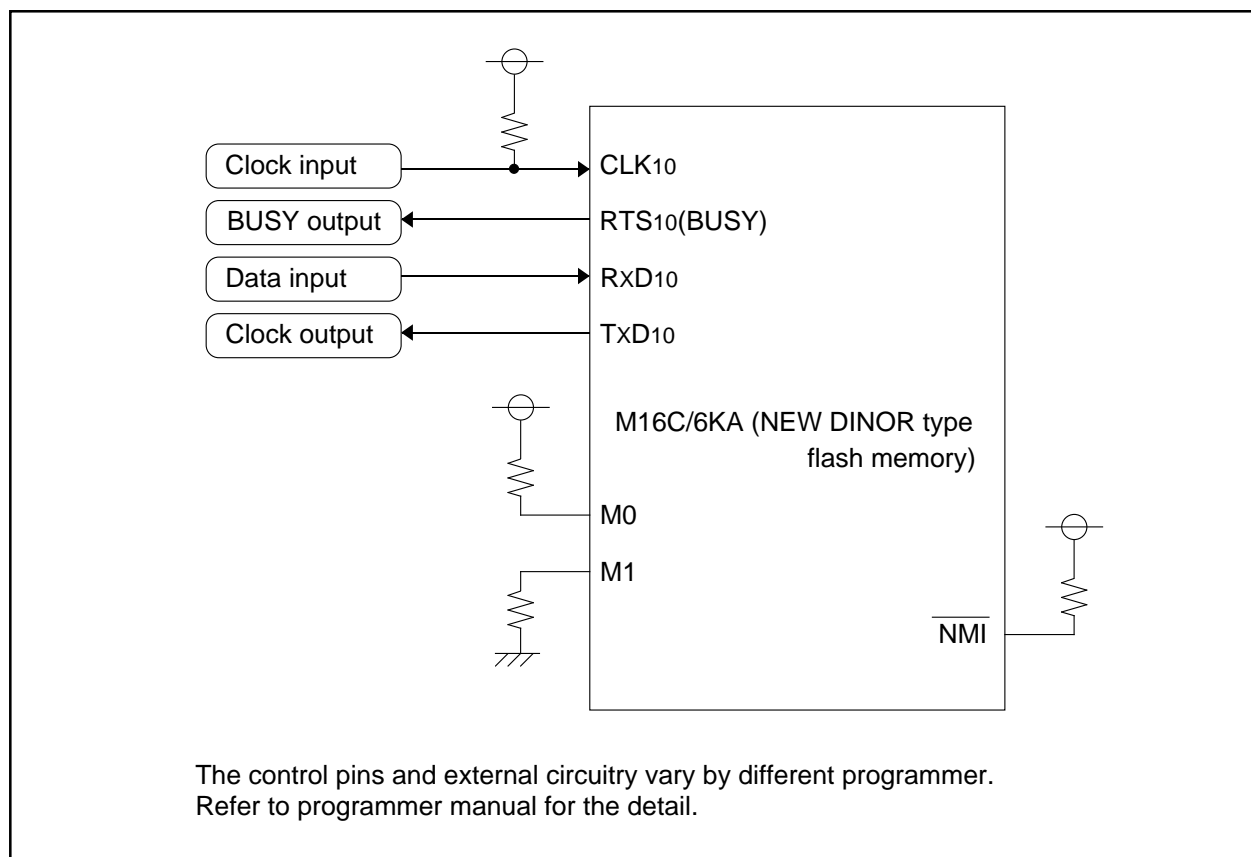 Clock input
CLK10
BUSY output
RTS10(BUSY)
Data input
RXD10
Clock output
TXD10
M16C/6KA (NEW DINOR type
flash memory)
M0
M1
NMI
The control pins and external circuitry vary by different programmer.
Refer to programmer manual for the detail.